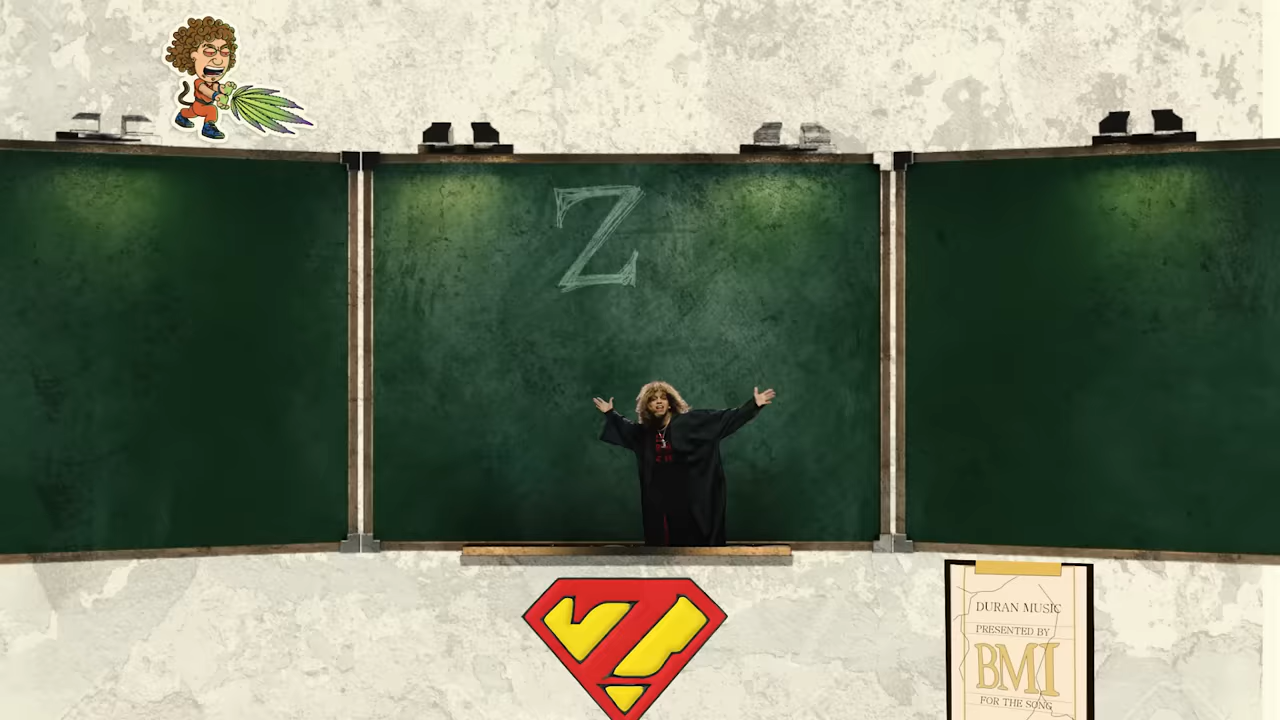 Z
Z
DURAN MUSIC
PRESENTED BY
BMI
FOR THE SONG